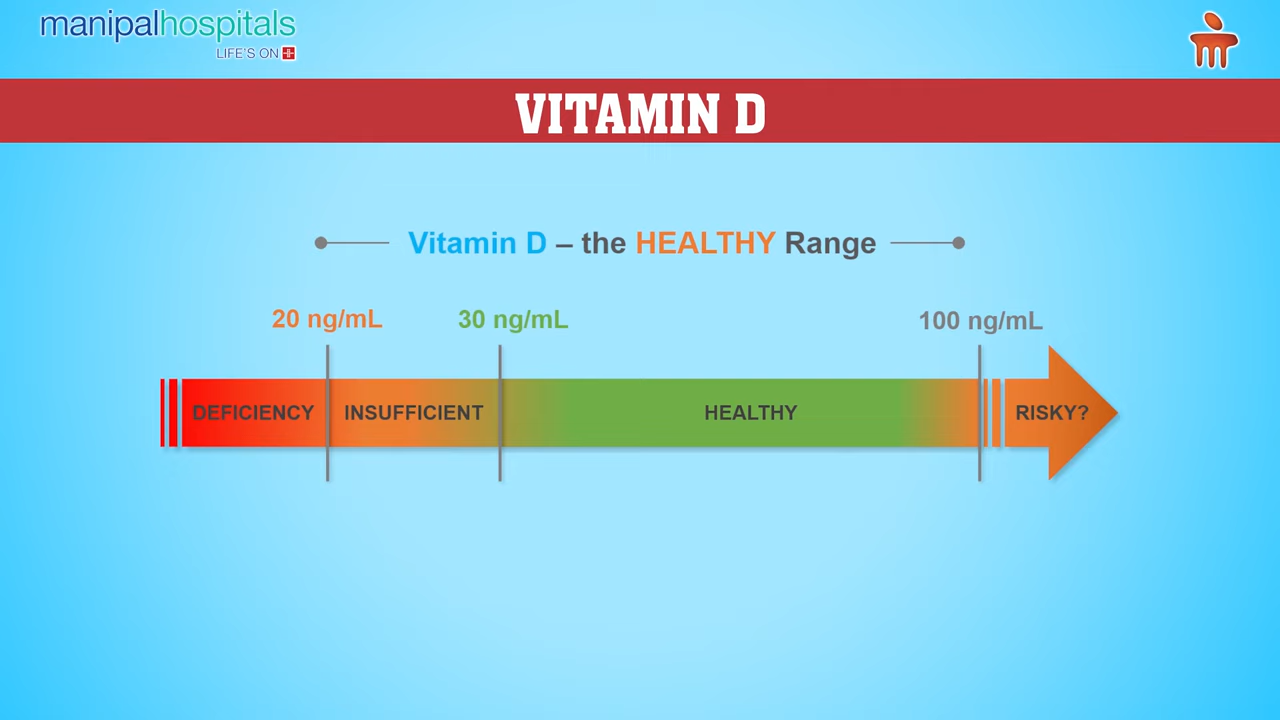 manipalhospitals
LIFE'S ON
VITAMIN D
Vitamin D – the HEALTHY Range
20 ng/mL
30 ng/mL
100 ng/mL
DEFICIENCY
INSUFFICIENT
HEALTHY
RISKY?